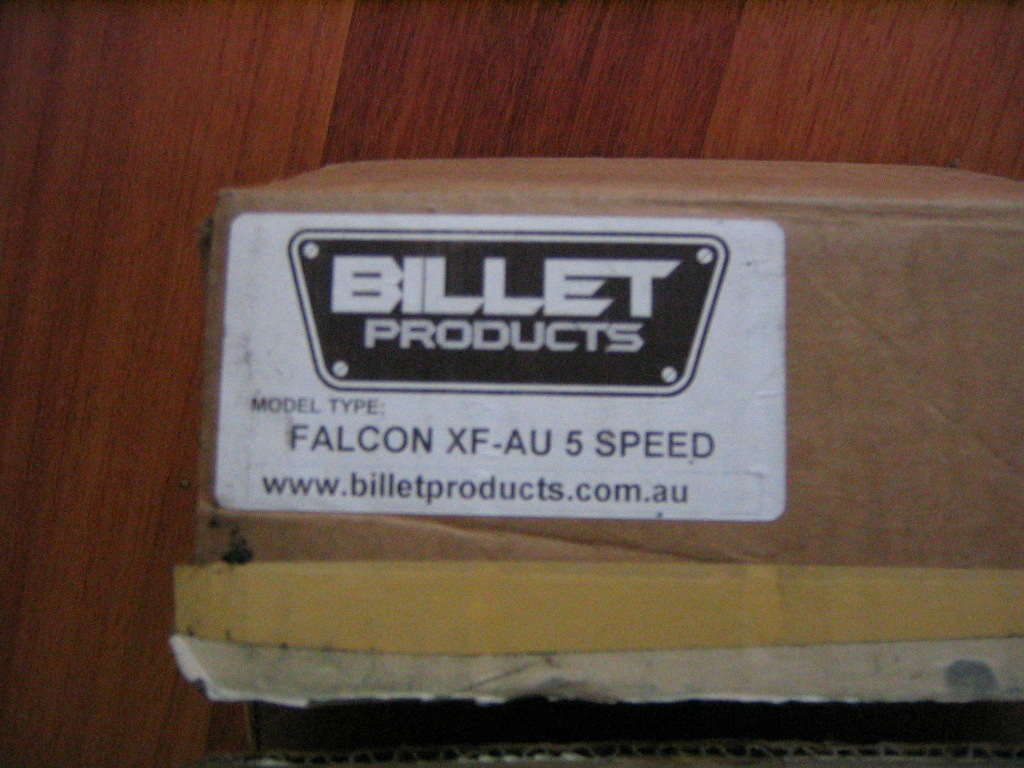 BILLET
PRODUCTS
MODEL TYPE:
FALCON XF-AU 5 SPEED
www.billetproducts.com.au